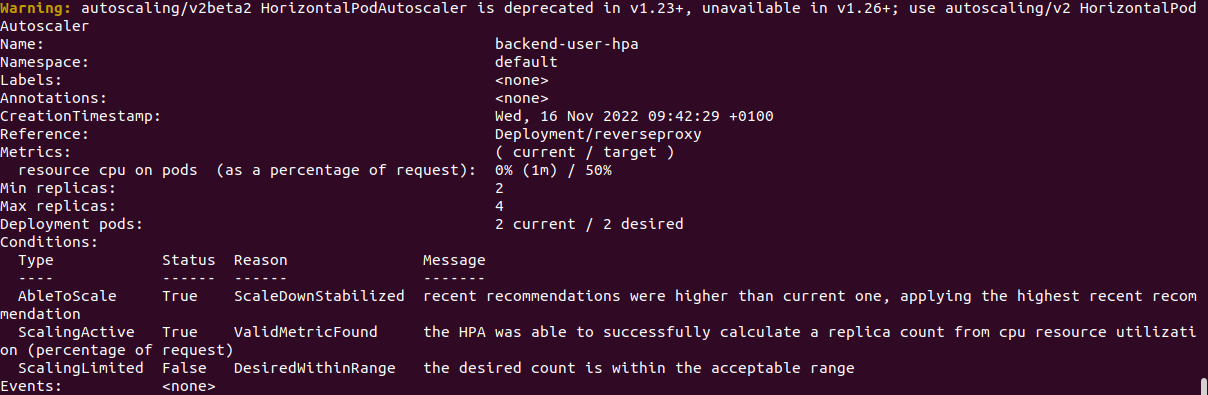 Warning: autoscaling/v2beta2 HorizontalPodAutoscaler is deprecated in v1.23+, unavailable in v1.26+; use autoscaling/v2 HorizontalPod
Autoscaler
Name:                                                  backend-user-hpa
Namespace:                                             default
Labels:                                                <none>
Annotations:                                           <none>
CreationTimestamp:                                     Wed, 16 Nov 2022 09:42:29 +0100
Reference:                                             Deployment/reverseproxy
Metrics:                                               ( current / target )
  resource cpu on pods  (as a percentage of request):  0% (1m) / 50%
Min replicas:                                          2
Max replicas:                                          4
Deployment pods:                                       2 current / 2 desired
Conditions:
  Type            Status  Reason               Message
  ----            ------  ------               -------
  AbleToScale     True    ScaleDownStabilized  recent recommendations were higher than current one, applying the highest recent recom
mendation
  ScalingActive   True    ValidMetricFound     the HPA was able to successfully calculate a replica count from cpu resource utilizati
on (percentage of request)
  ScalingLimited  False   DesiredWithinRange   the desired count is within the acceptable range
Events:           <none>